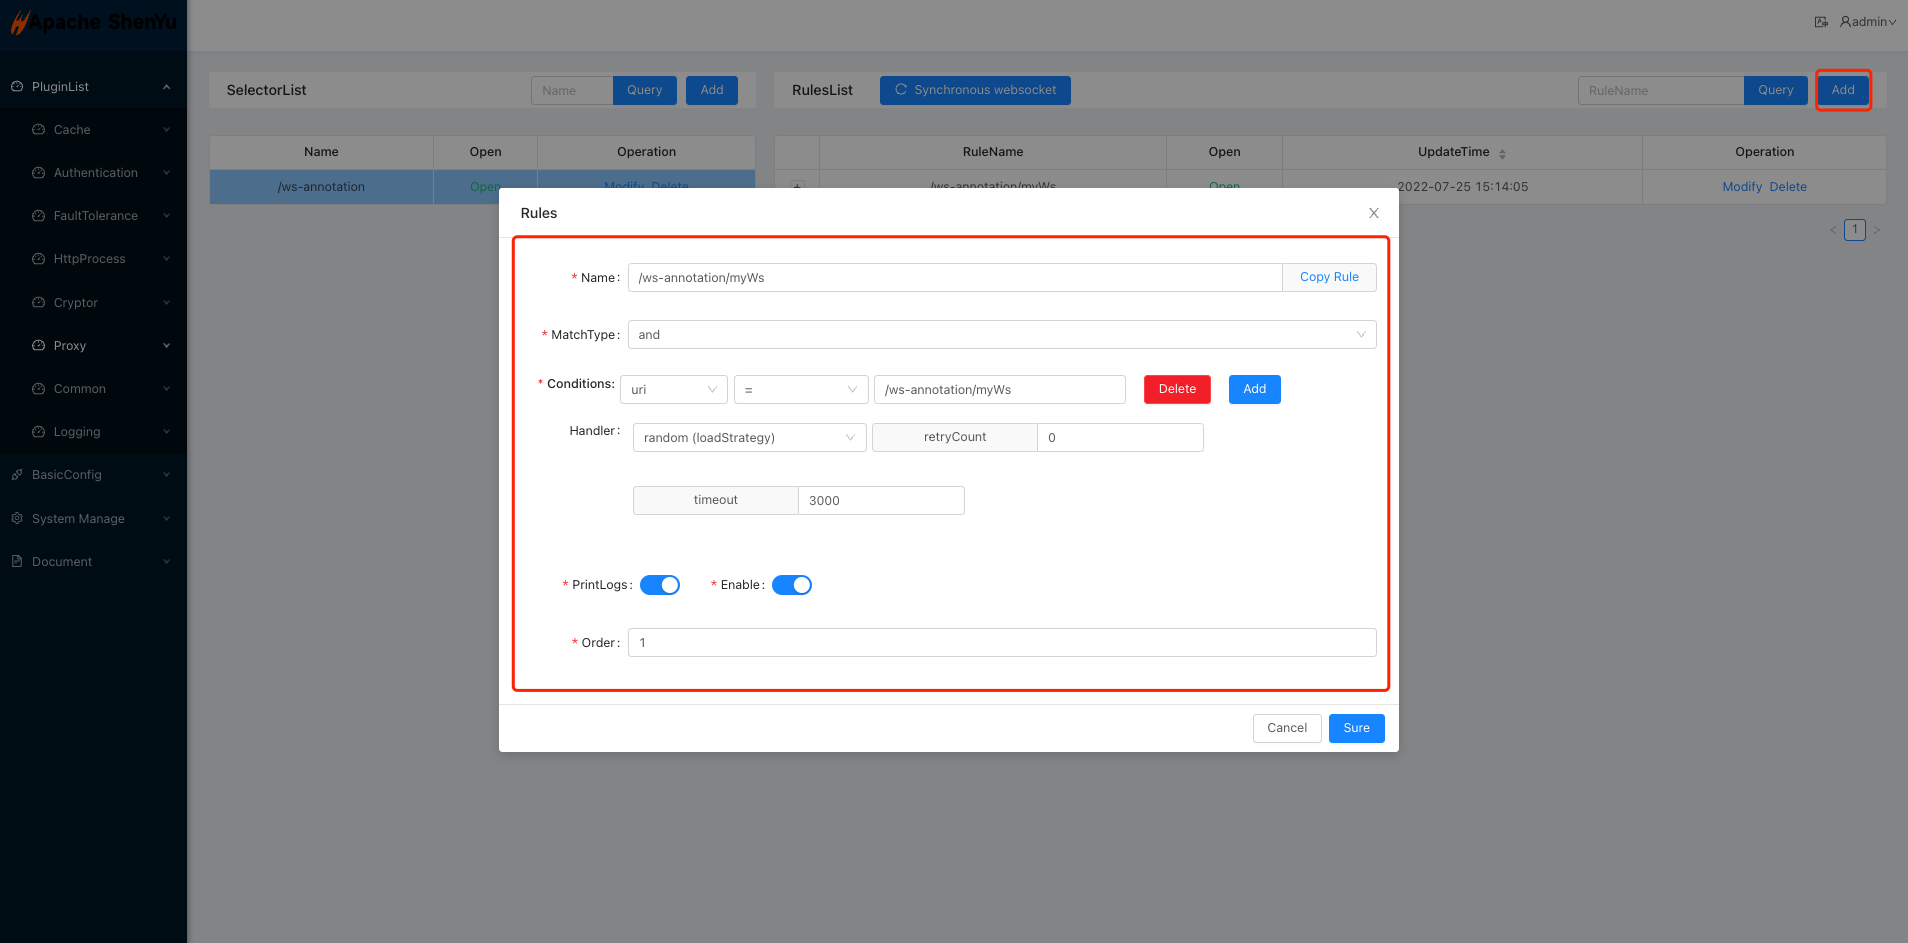 Apache ShenYu
admin
PluginList
Cache
Authentication
FaultTolerance
HttpProcess
Cryptor
Proxy
Common
Logging
BasicConfig
System Manage
Document
SelectorList
Name
Query
Add
Name Open Operation
/ws-annotation Open Modify Delete
RulesList
Synchronous websocket
RuleName
Query
Add
RuleName Open UpdateTime Operation
/ws-annotation/myWs Open 2022-07-25 15:14:05 Modify Delete
< 1 >
Rules
* Name: /ws-annotation/myWs Copy Rule
* MatchType: and
* Conditions: uri = /ws-annotation/myWs Delete Add
Handler: random (loadStrategy) retryCount 0
timeout 3000
* PrintLogs: * Enable:
* Order: 1
Cancel Sure